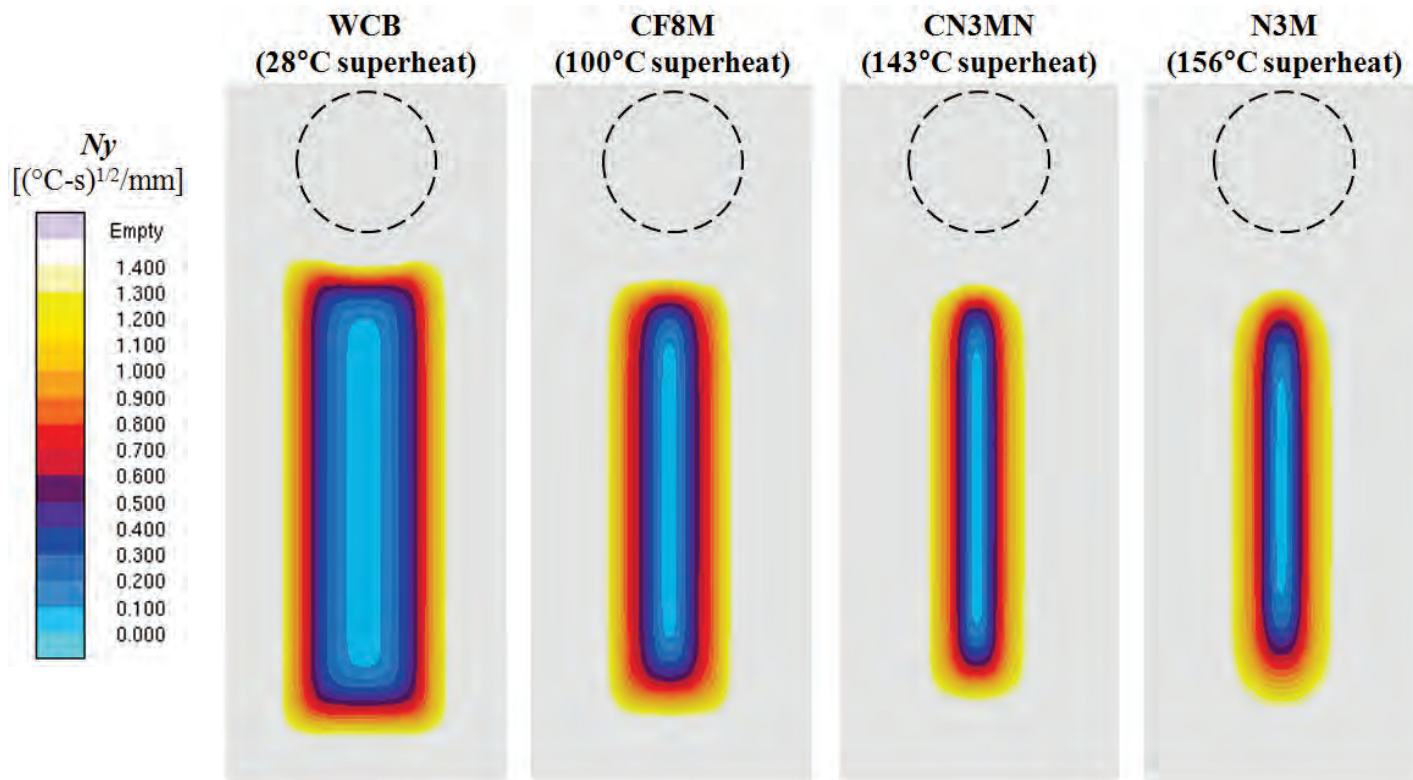 WCB
(28°C superheat)
CF8M
(100°C superheat)
CN3MN
(143°C superheat)
N3M
(156°C superheat)
Ny
[(°C-s)1/2/mm]
Empty
1.400
1.300
1.200
1.100
1.000
0.900
0.800
0.700
0.600
0.500
0.400
0.300
0.200
0.100
0.000